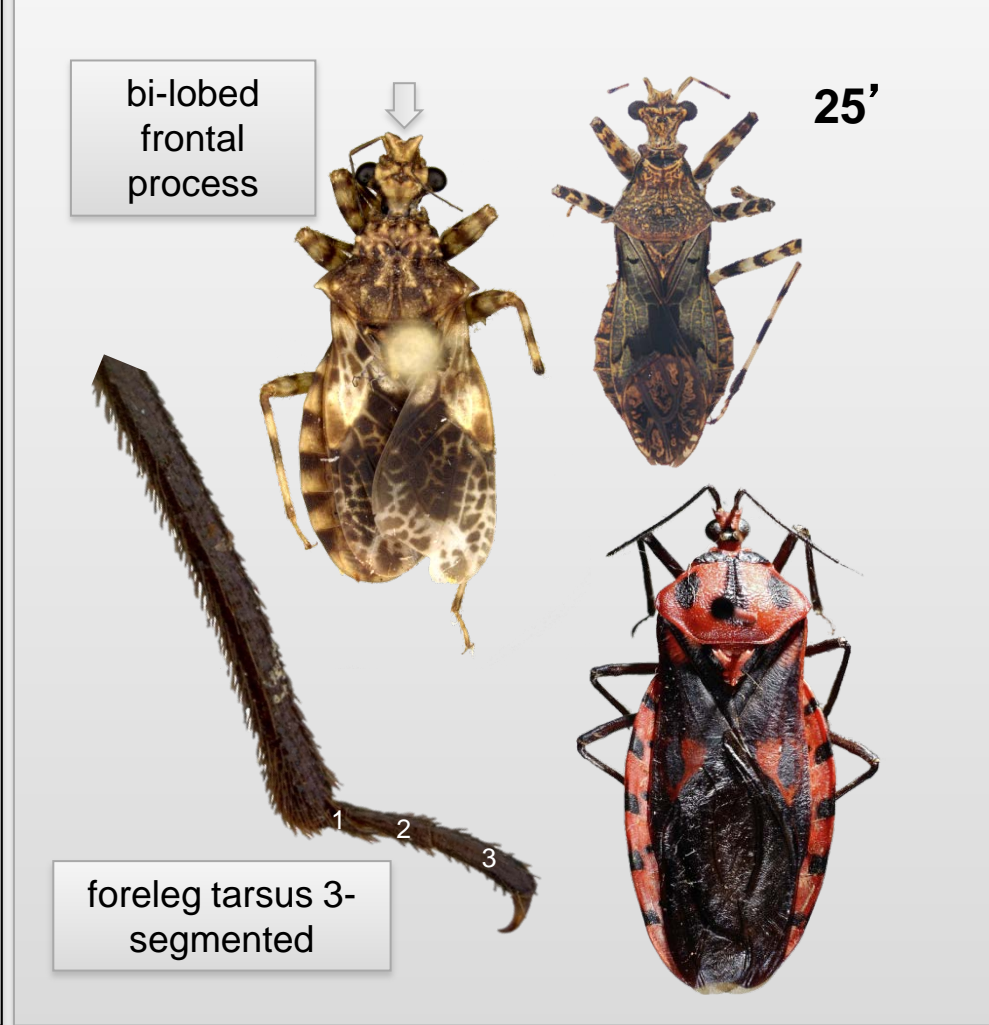 bi-lobed
frontal
process
25’
1
2
3
foreleg tarsus 3-
segmented